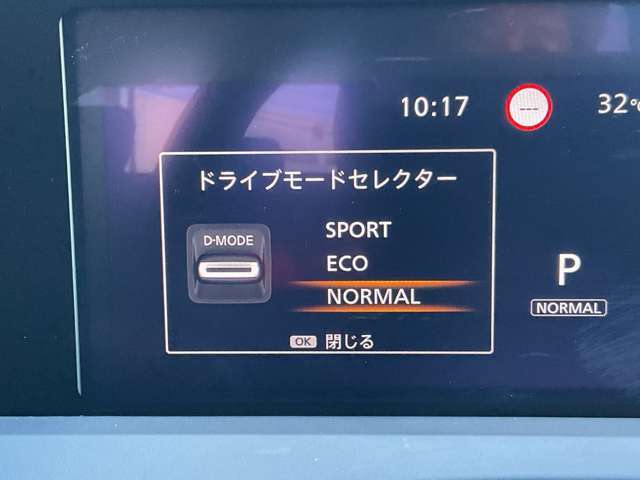 10:17 --- 32℃
ドライブモードセレクター
D-MODE
SPORT
ECO
NORMAL
P
NORMAL
OK 閉じる